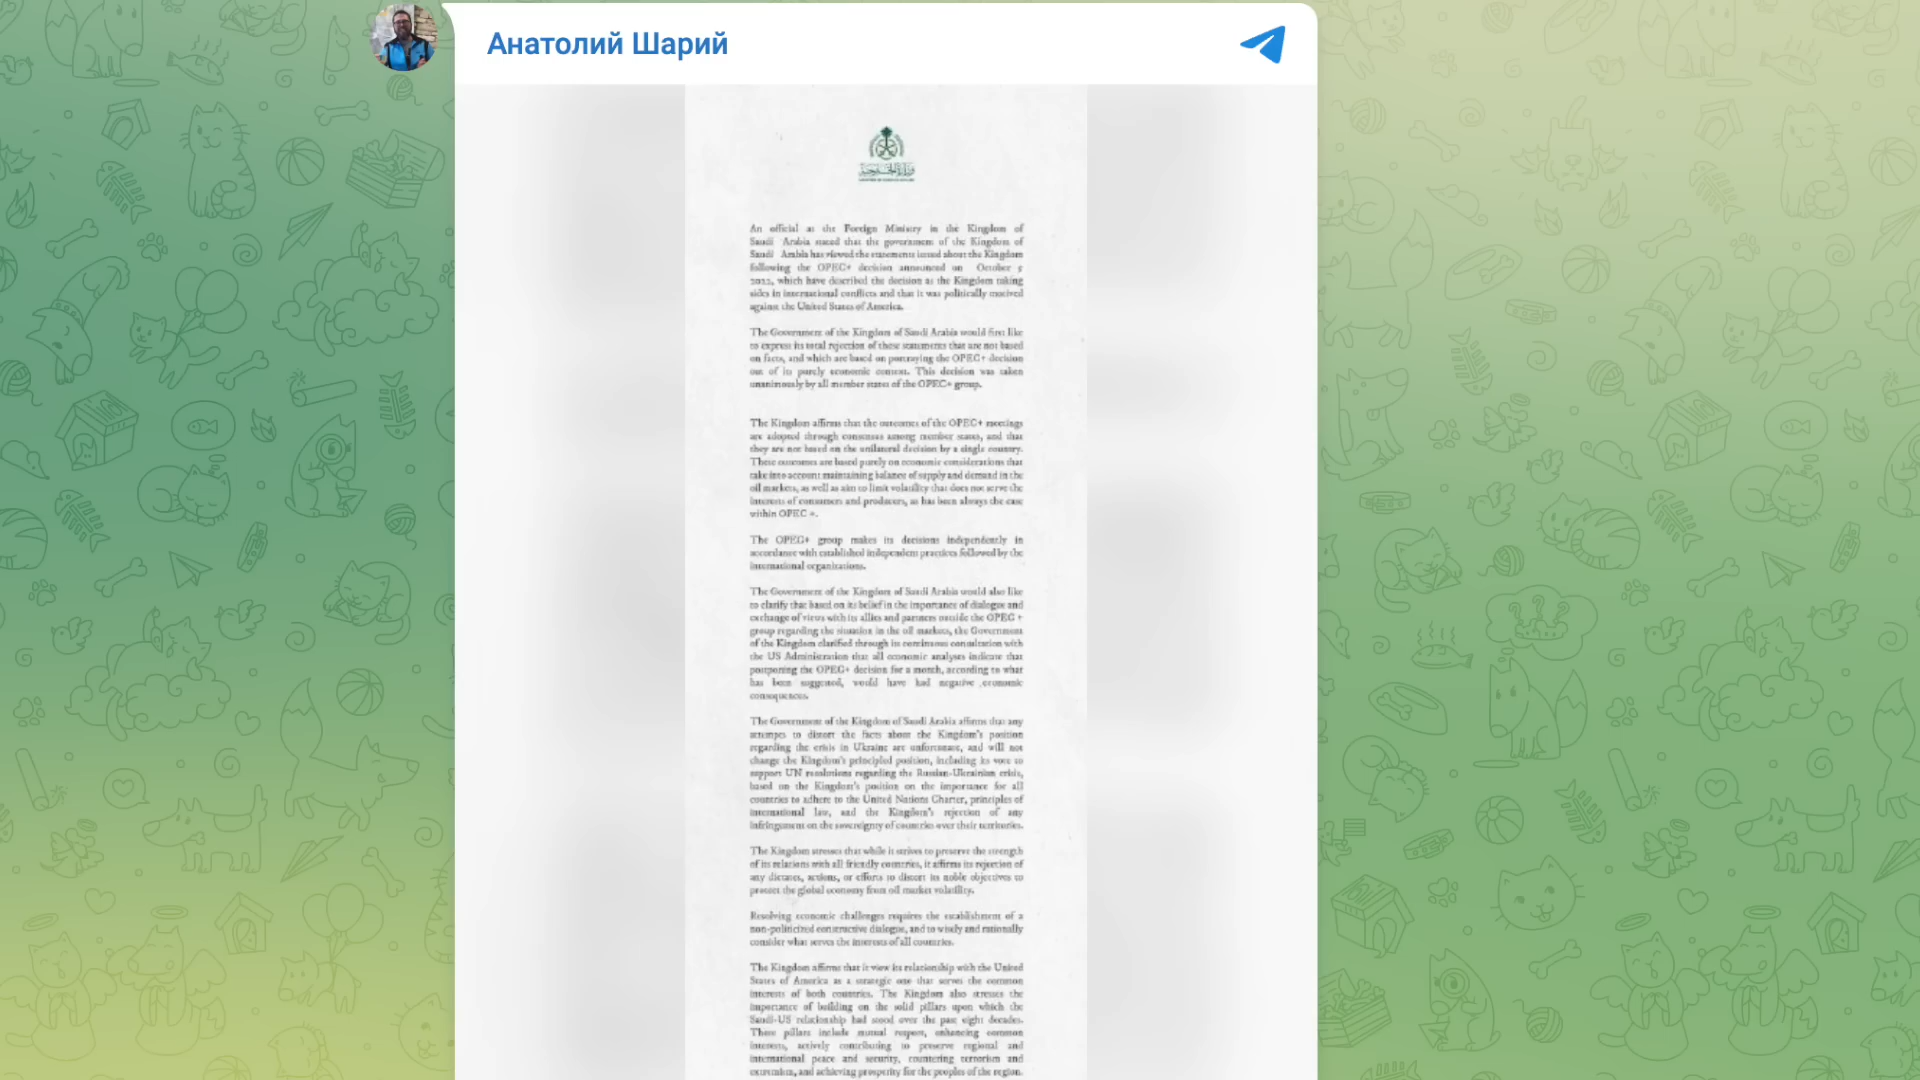 Анатолий Шарий
وزارة الخارجية
An official at the Foreign Ministry in the Kingdom of
Saudi Arabia stated that the government of the Kingdom of
Saudi Arabia has viewed the statements issued about the Kingdom
following the OPEC+ decision announced on October 5
2022, which have described the decision as the Kingdom taking
sides in international conflicts and that it was politically motived
against the United States of America.
The Government of the Kingdom of Saudi Arabia would first like
to express its total rejection of these statements that are not based
on facts, and which are based on portraying the OPEC+ decision
out of its purely economic context. This decision was taken
unanimously by all member states of the OPEC+ group.
The Kingdom affirms that the outcomes of the OPEC+ meetings
are adopted through consensus among member states, and that
they are not based on the unilateral decision by a single country.
These outcomes are based purely on economic considerations that
take into account maintaining balance of supply and demand in the
oil markets, as well as aim to limit volatility that does not serve the
interests of consumers and producers, as has been always the case
within OPEC +.
The OPEC+ group makes its decisions independently in
accordance with established independent practices followed by the
international organizations.
The Government of the Kingdom of Saudi Arabia would also like
to clarify that based on its belief in the importance of dialogue and
exchange of views with its allies and partners outside the OPEC +
group regarding the situation in the oil markets, the Government
of the Kingdom clarified through its continuous consultation with
the US Administration that all economic analyses indicate that
postponing the OPEC+ decision for a month, according to what
has been suggested, would have had negative economic
consequences.
The Government of the Kingdom of Saudi Arabia affirms that any
attempts to distort the facts about the Kingdom's position
regarding the crisis in Ukraine are unfortunate, and will not
change the Kingdom's principled position, including its vote to
support UN resolutions regarding the Russian-Ukrainian crisis,
based on the Kingdom's position on the importance for all
countries to adhere to the United Nations Charter, principles of
international law, and the Kingdom's rejection of any
infringement on the sovereignty of countries over their territories.
The Kingdom stresses that while it strives to preserve the strength
of its relations with all friendly countries, it affirms its rejection of
any dictates, actions, or efforts to distort its noble objectives to
protect the global economy from oil market volatility.
Resolving economic challenges requires the establishment of a
non-politicized constructive dialogue, and to wisely and rationally
consider what serves the interests of all countries.
The Kingdom affirms that it view its relationship with the United
States of America as a strategic one that serves the common
interests of both countries. The Kingdom also stresses the
importance of building on the solid pillars upon which the
Saudi-US relationship had stood over the past eight decades.
These pillars include mutual respect, enhancing common
interests, actively contributing to preserve regional and
international peace and security, countering terrorism and
extremism, and achieving prosperity for the peoples of the region.